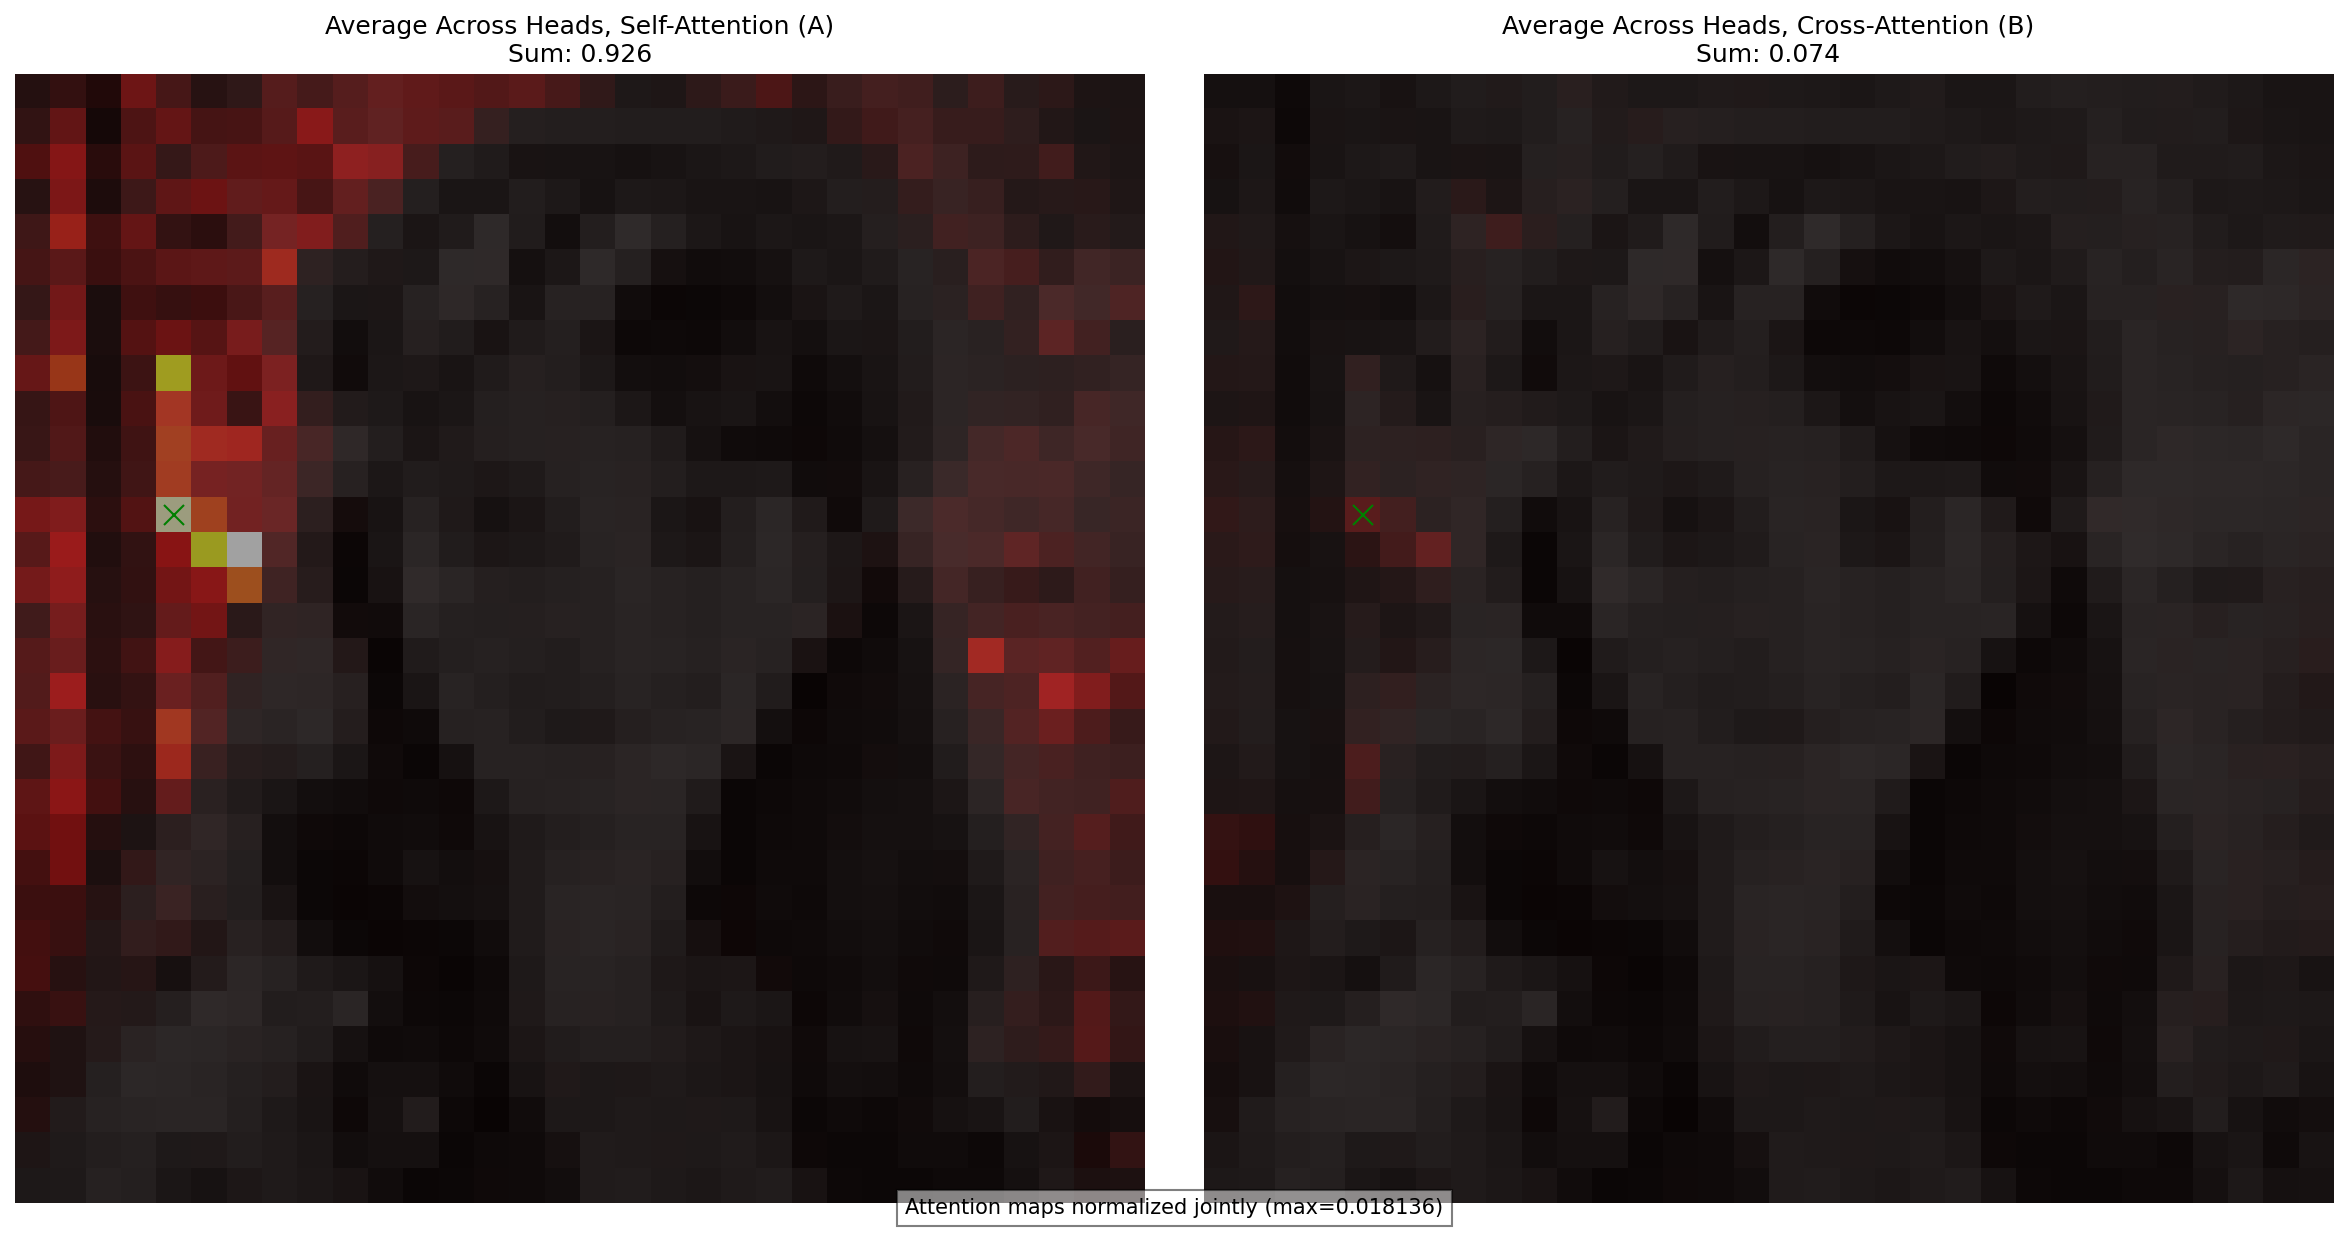 Average Across Heads, Self-Attention (A)
Sum: 0.926
Average Across Heads, Cross-Attention (B)
Sum: 0.074
Attention maps normalized jointly (max=0.018136)